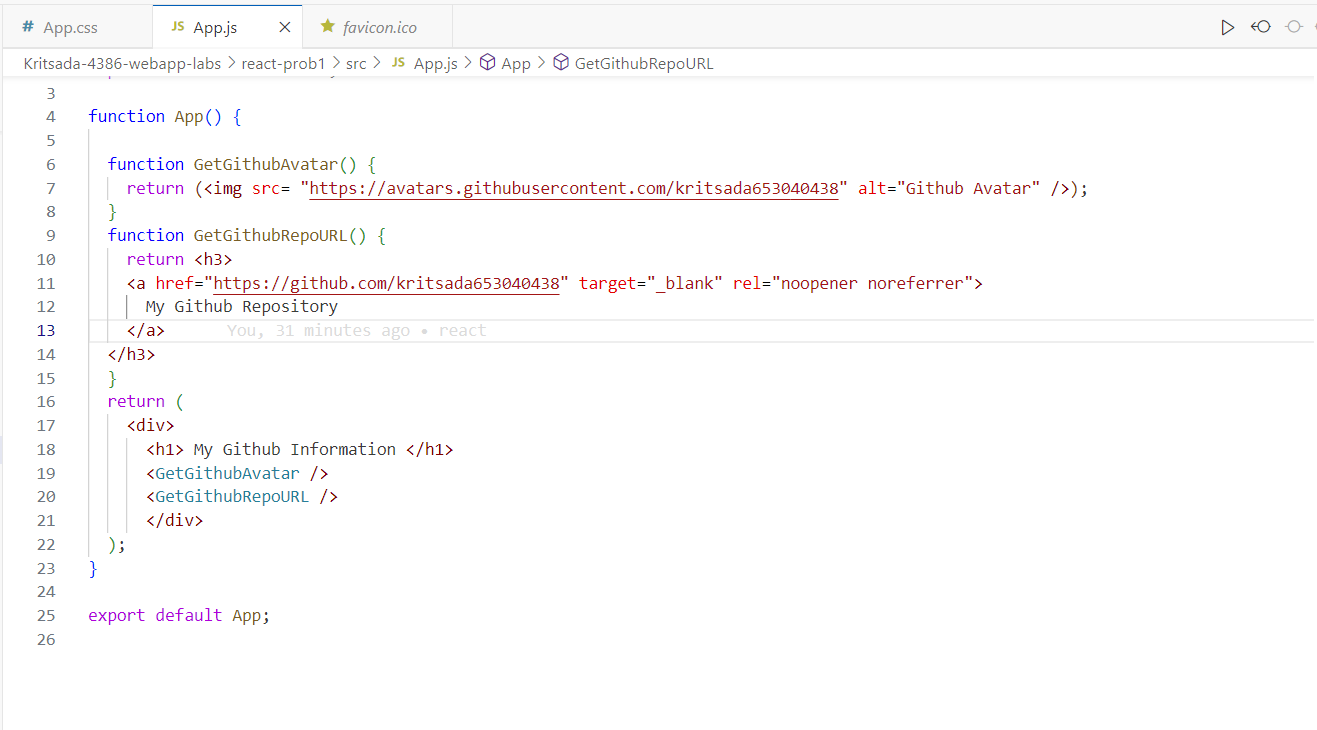 # App.css JS App.js × favicon.ico
Kritsada-4386-webapp-labs > react-prob1 > src > JS App.js > App > GetGithubRepoURL
3
4 function App() {
5
6 function GetGithubAvatar() {
7 return (<img src= "https://avatars.githubusercontent.com/kritsada653040438" alt="Github Avatar" />);
8 }
9 function GetGithubRepoURL() {
10 return <h3>
11 <a href="https://github.com/kritsada653040438" target="_blank" rel="noopener noreferrer">
12 My Github Repository
13 </a> You, 31 minutes ago • react
14 </h3>
15 }
16 return (
17 <div>
18 <h1> My Github Information </h1>
19 <GetGithubAvatar />
20 <GetGithubRepoURL />
21 </div>
22 );
23 }
24
25 export default App;
26